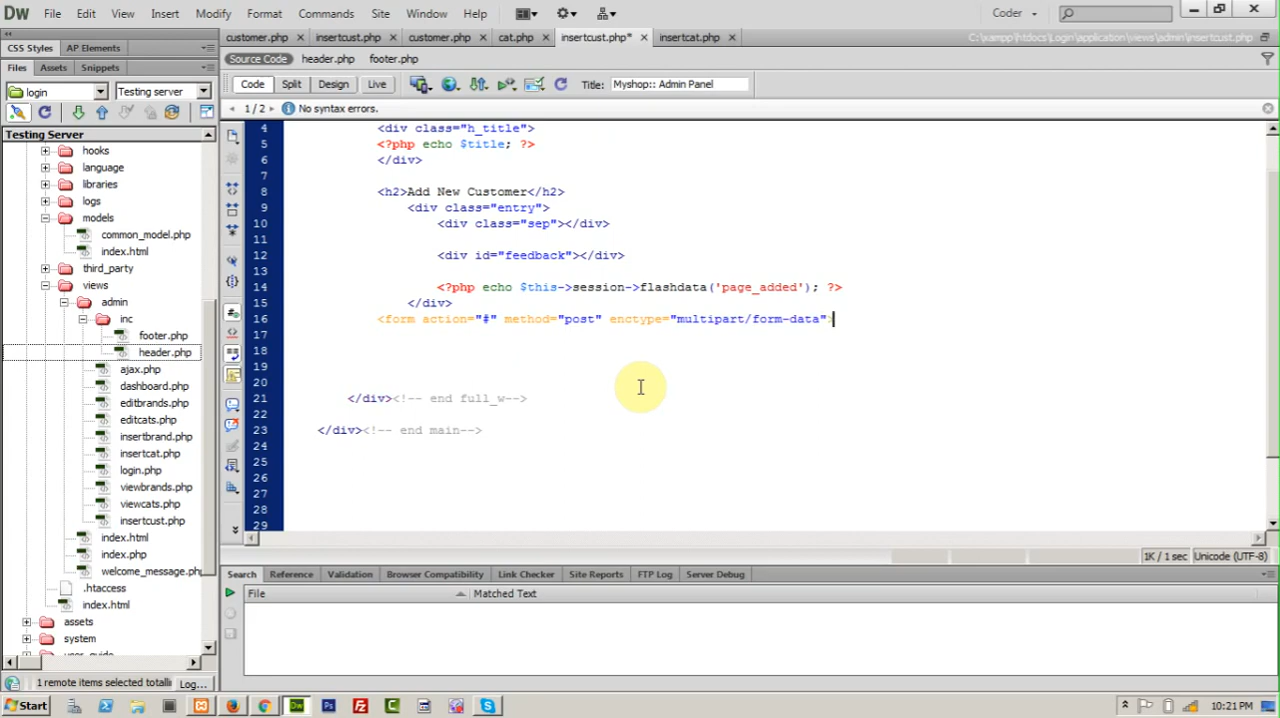 DW File Edit View Insert Modify Format Commands Site Window Help Coder
CSS Styles AP Elements customer.php insertcust.php customer.php cat.php insertcust.php* insertcat.php C:\xampp\htdocs\Login\application\views\admin\insertcust.php
Files Assets Snippets Source Code header.php footer.php
login Testing server Code Split Design Live Title: Myshop:: Admin Panel
1 / 2 No syntax errors.
Testing Server
hooks
language
libraries
logs
models
common_model.php
index.html
third_party
views
admin
inc
footer.php
header.php
ajax.php
dashboard.php
editbrands.php
editcats.php
insertbrand.php
insertcat.php
login.php
viewbrands.php
viewcats.php
insertcust.php
index.html
index.php
welcome_message.php
.htaccess
index.html
assets
system
user_guide
1 remote items selected totalli Log...
4 <div class="h_title">
5 <?php echo $title; ?>
6 </div>
7
8 <h2>Add New Customer</h2>
9 <div class="entry">
10 <div class="sep"></div>
11
12 <div id="feedback"></div>
13
14 <?php echo $this->session->flashdata('page_added'); ?>
15 </div>
16 <form action="#" method="post" enctype="multipart/form-data">
17
18
19
20
21 </div><!-- end full_w-->
22
23 </div><!-- end main-->
24
25
26
27
28
29
1K / 1 sec Unicode (UTF-8)
Search Reference Validation Browser Compatibility Link Checker Site Reports FTP Log Server Debug
File Matched Text
Start 10:21 PM